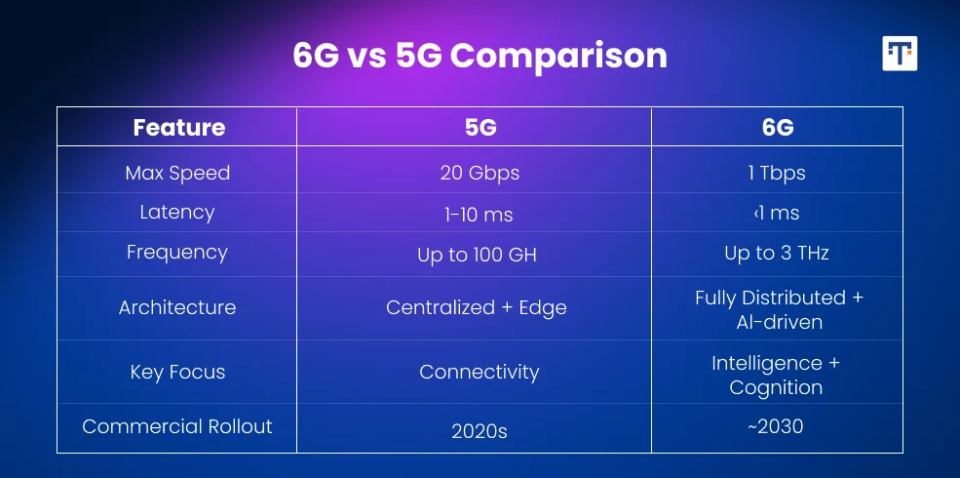 6G vs 5G Comparison
T
Feature 5G 6G
Max Speed 20 Gbps 1 Tbps
Latency 1-10 ms <1 ms
Frequency Up to 100 GH Up to 3 THz
Architecture Centralized + Edge Fully Distributed +
AI-driven
Key Focus Connectivity Intelligence +
Cognition
Commercial Rollout 2020s ~2030